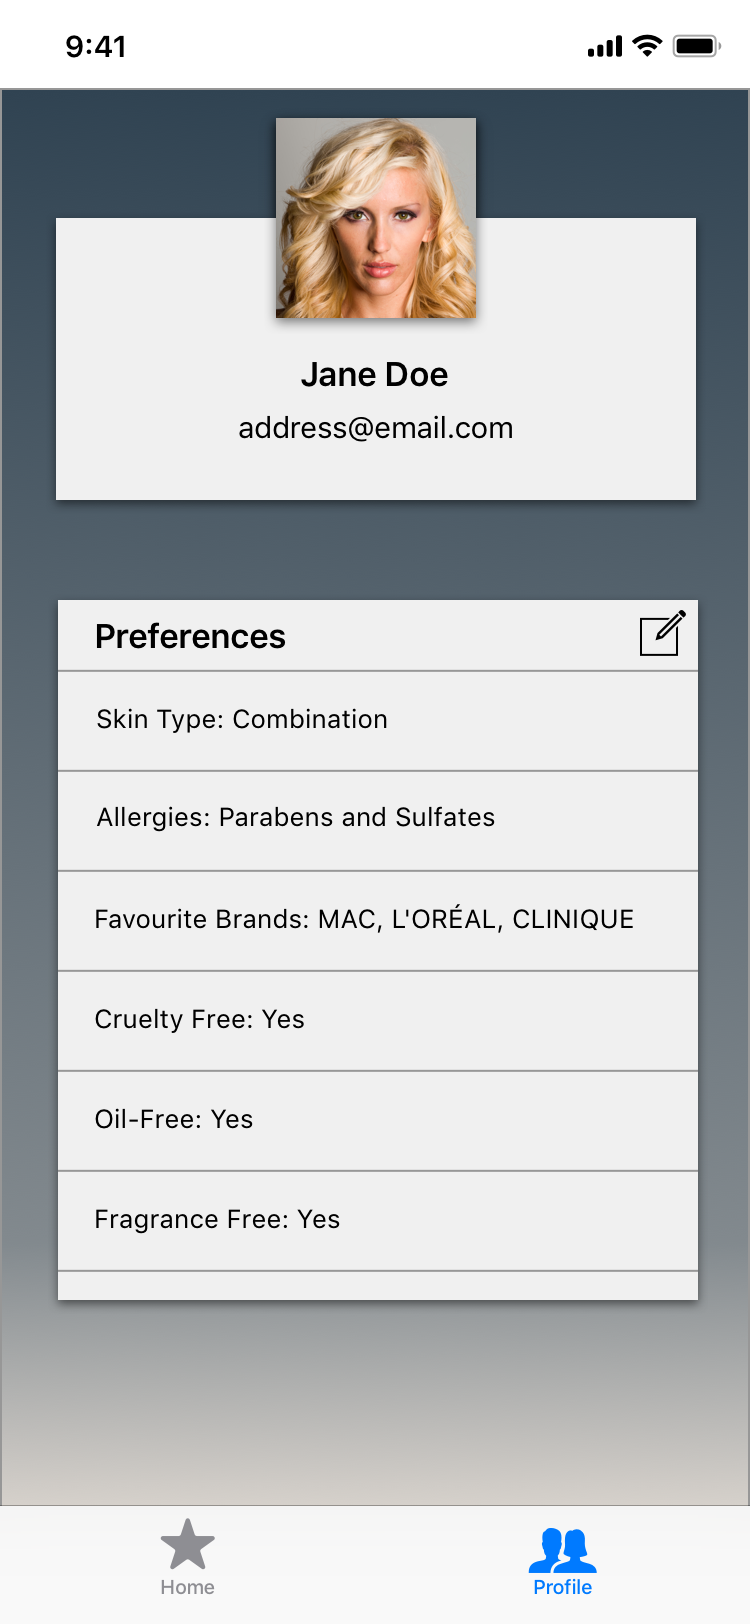 9:41
Jane Doe
address@email.com
Preferences
Skin Type: Combination
Allergies: Parabens and Sulfates
Favourite Brands: MAC, L'ORÉAL, CLINIQUE
Cruelty Free: Yes
Oil-Free: Yes
Fragrance Free: Yes
Home
Profile